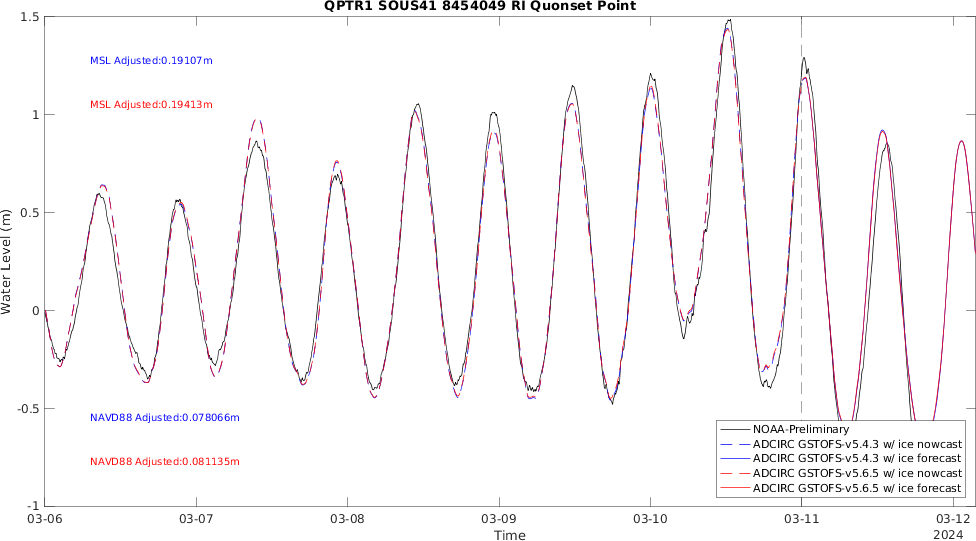 QPTR1 SOUS41 8454049 RI Quonset Point
1.5
1
0.5
0
-0.5
-1
Water Level (m)
MSL Adjusted:0.19107m
MSL Adjusted:0.19413m
NAVD88 Adjusted:0.078066m
NAVD88 Adjusted:0.081135m
NOAA-Preliminary
ADCIRC GSTOFS-v5.4.3 w/ ice nowcast
ADCIRC GSTOFS-v5.4.3 w/ ice forecast
ADCIRC GSTOFS-v5.6.5 w/ ice nowcast
ADCIRC GSTOFS-v5.6.5 w/ ice forecast
03-06 03-07 03-08 03-09 03-10 03-11 03-12
Time
2024